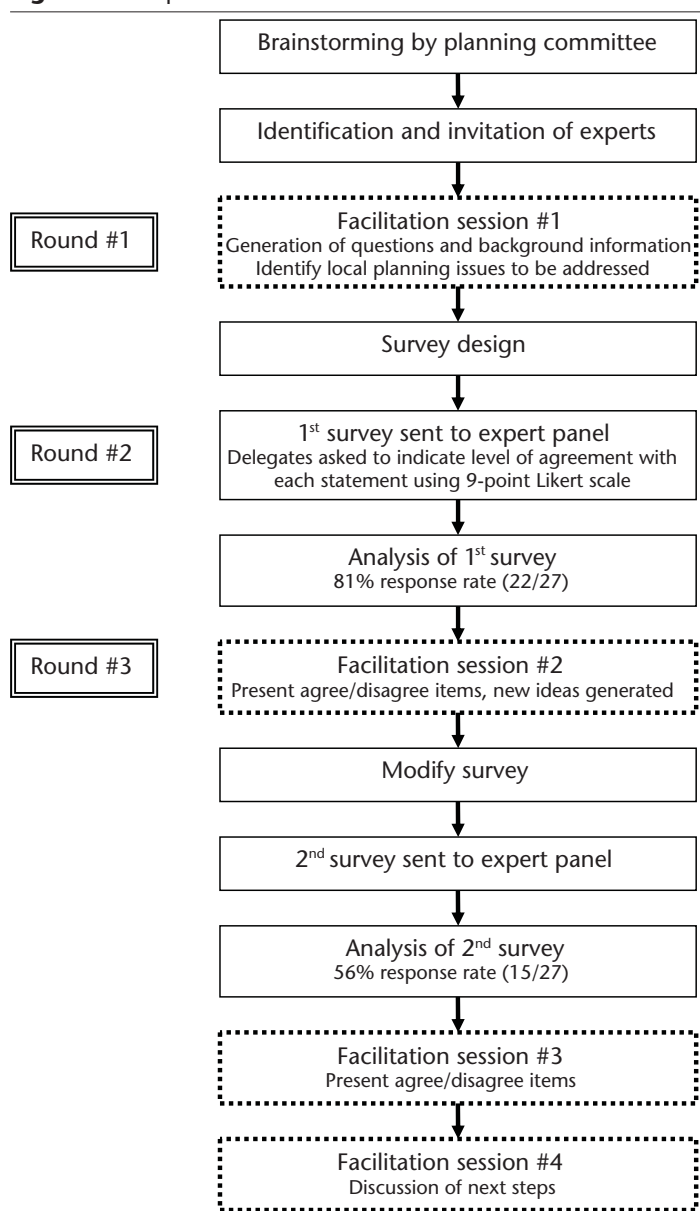 Brainstorming by planning committee
Identification and invitation of experts
Round #1
Facilitation session #1
Generation of questions and background information
Identify local planning issues to be addressed
Survey design
Round #2
1st survey sent to expert panel
Delegates asked to indicate level of agreement with
each statement using 9-point Likert scale
Analysis of 1st survey
81% response rate (22/27)
Round #3
Facilitation session #2
Present agree/disagree items, new ideas generated
Modify survey
2nd survey sent to expert panel
Analysis of 2nd survey
56% response rate (15/27)
Facilitation session #3
Present agree/disagree items
Facilitation session #4
Discussion of next steps